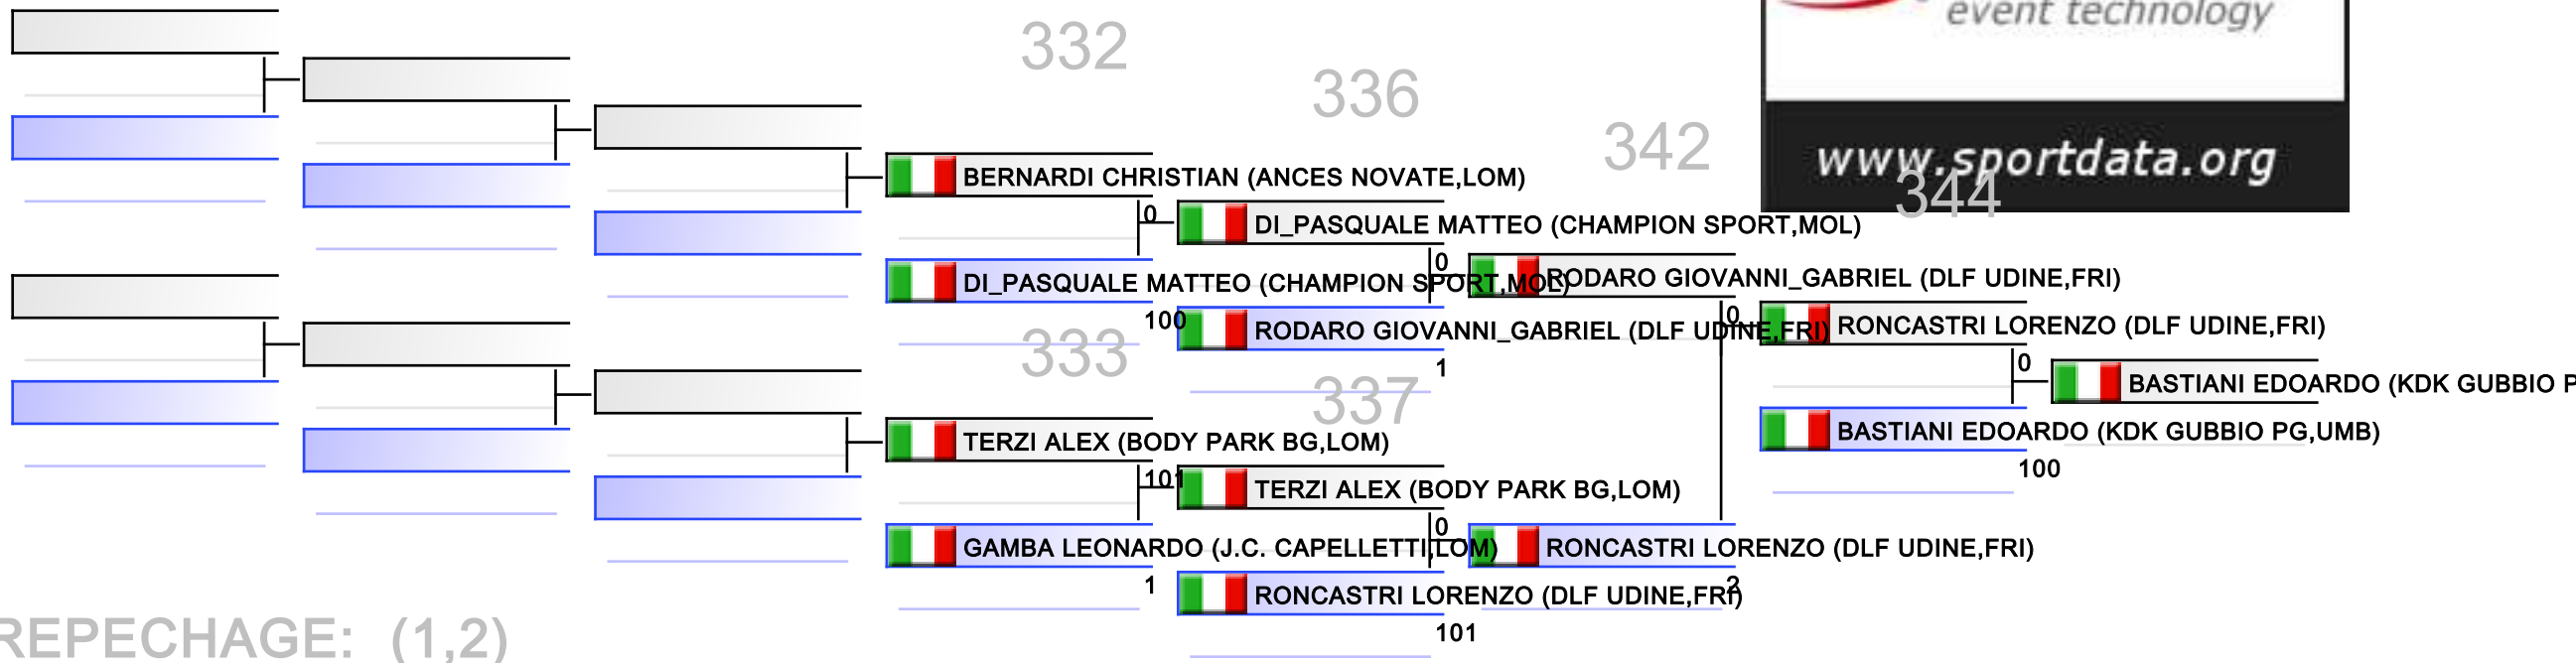 event technology
332
336
342
www.sportdata.org
344
BERNARDI CHRISTIAN (ANCES NOVATE,LOM)
0
DI_PASQUALE MATTEO (CHAMPION SPORT,MOL)
0
RODARO GIOVANNI_GABRIEL (DLF UDINE,FRI)
DI_PASQUALE MATTEO (CHAMPION SPORT,MOL)
100
0
RONCASTRI LORENZO (DLF UDINE,FRI)
RODARO GIOVANNI_GABRIEL (DLF UDINE,FRI)
333
1
0
BASTIANI EDOARDO (KDK GUBBIO P
337
BASTIANI EDOARDO (KDK GUBBIO PG,UMB)
TERZI ALEX (BODY PARK BG,LOM)
100
101
TERZI ALEX (BODY PARK BG,LOM)
0
GAMBA LEONARDO (J.C. CAPELLETTI,LOM)
RONCASTRI LORENZO (DLF UDINE,FRI)
1
2
RONCASTRI LORENZO (DLF UDINE,FRI)
101
REPECHAGE: (1,2)